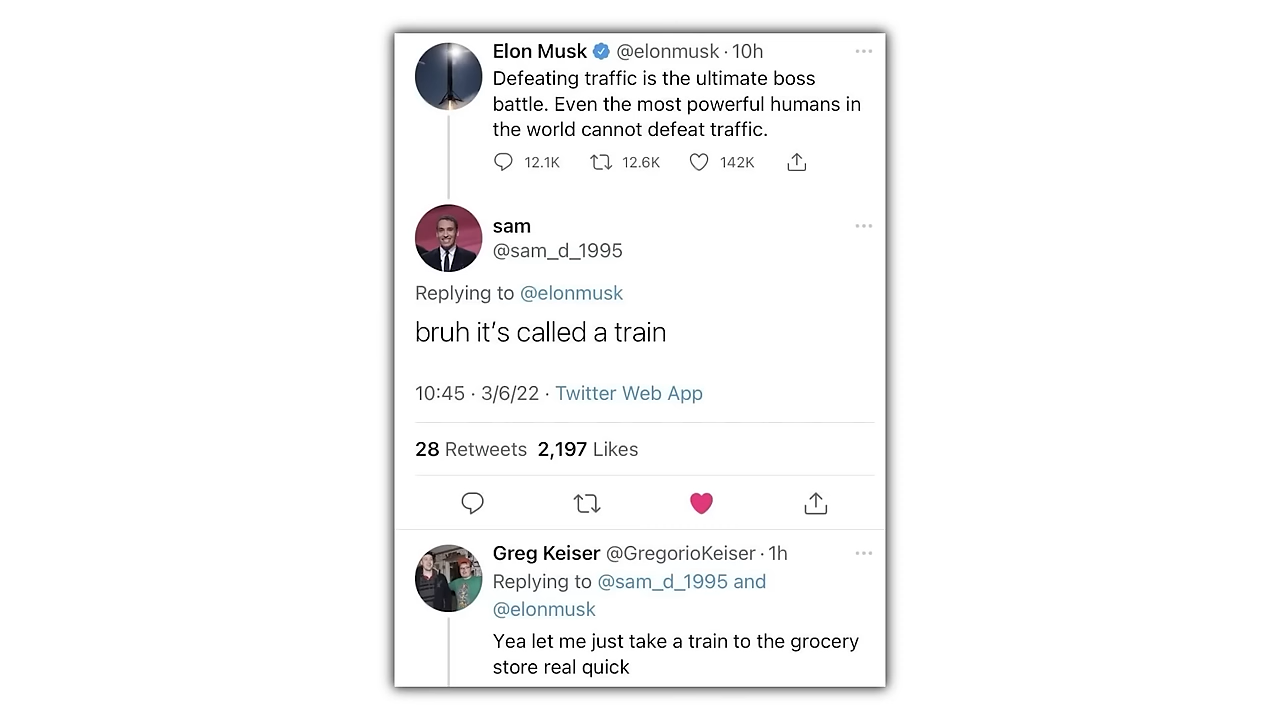 Elon Musk @elonmusk · 10h
Defeating traffic is the ultimate boss
battle. Even the most powerful humans in
the world cannot defeat traffic.
12.1K 12.6K 142K
sam
@sam_d_1995
Replying to @elonmusk
bruh it's called a train
10:45 · 3/6/22 · Twitter Web App
28 Retweets 2,197 Likes
Greg Keiser @GregorioKeiser · 1h
Replying to @sam_d_1995 and
@elonmusk
Yea let me just take a train to the grocery
store real quick